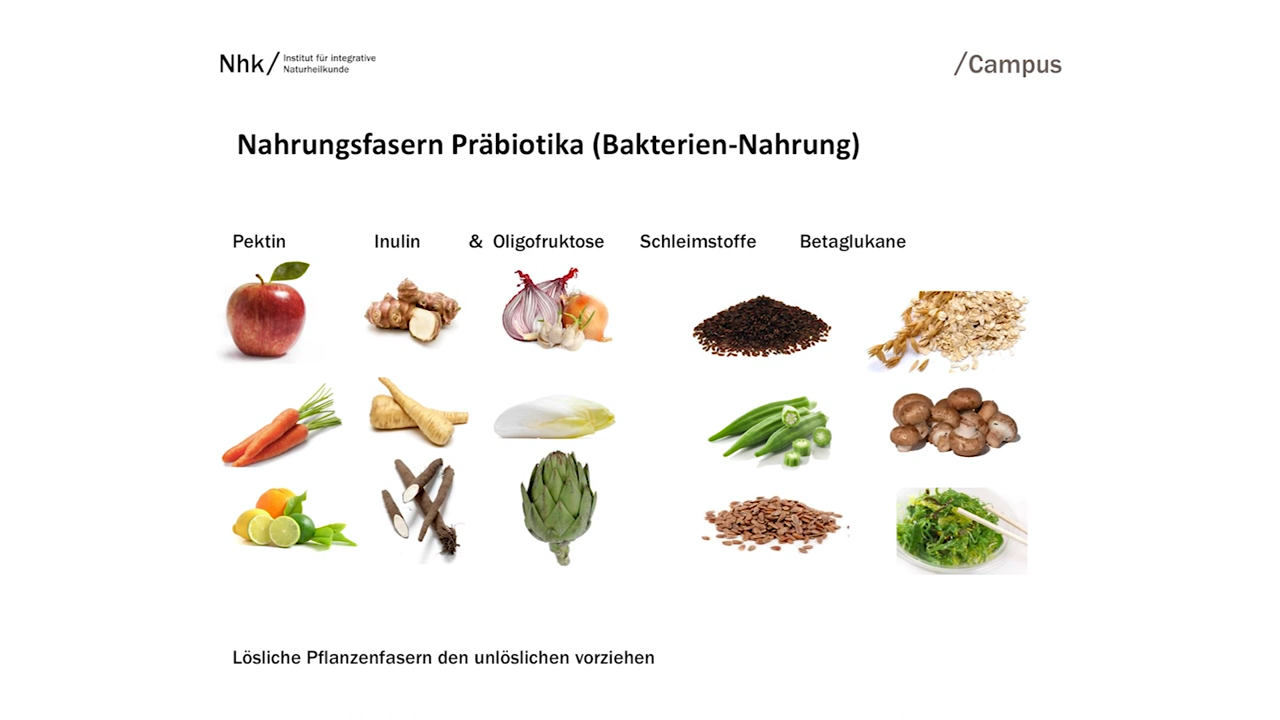 Nhk/ Institut für integrative
Naturheilkunde
/Campus
Nahrungsfasern Präbiotika (Bakterien-Nahrung)
Pektin Inulin & Oligofruktose Schleimstoffe Betaglukane
Lösliche Pflanzenfasern den unlöslichen vorziehen